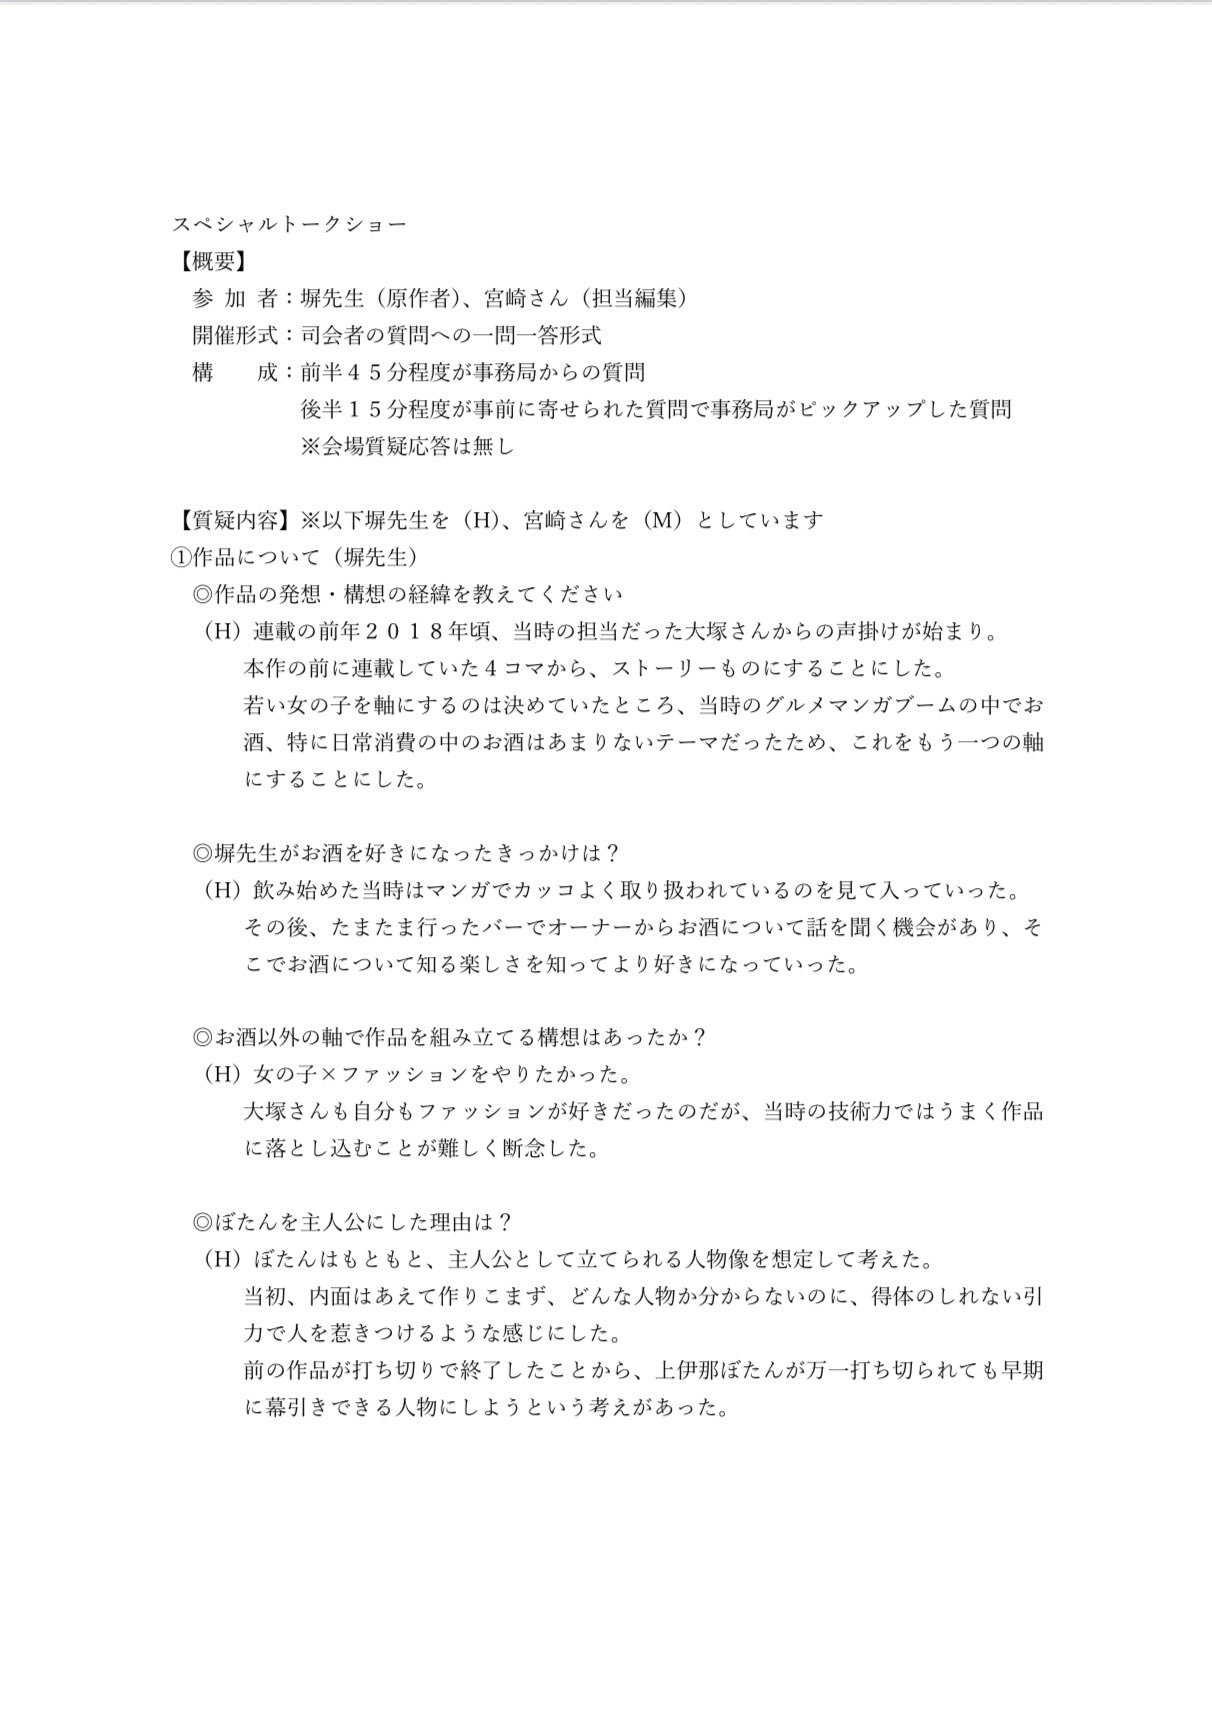 スペシャルトークショー
【概要】
参 加 者：塀先生（原作者）、宮崎さん（担当編集）
開催形式：司会者の質問への一問一答形式
構　　成：前半４５分程度が事務局からの質問
後半１５分程度が事前に寄せられた質問で事務局がピックアップした質問
※会場質疑応答は無し
【質疑内容】※以下塀先生を（H）、宮崎さんを（M）としています
①作品について（塀先生）
◎作品の発想・構想の経緯を教えてください
（H）連載の前年２０１８年頃、当時の担当だった大塚さんからの声掛けが始まり。
本作の前に連載していた４コマから、ストーリーものにすることにした。
若い女の子を軸にするのは決めていたところ、当時のグルメマンガブームの中でお
酒、特に日常消費の中のお酒はあまりないテーマだったため、これをもう一つの軸
にすることにした。
◎塀先生がお酒を好きになったきっかけは？
（H）飲み始めた当時はマンガでカッコよく取り扱われているのを見て入っていった。
その後、たまたま行ったバーでオーナーからお酒について話を聞く機会があり、そ
こでお酒について知る楽しさを知ってより好きになっていった。
◎お酒以外の軸で作品を組み立てる構想はあったか？
（H）女の子×ファッションをやりたかった。
大塚さんも自分もファッションが好きだったのだが、当時の技術力ではうまく作品
に落とし込むことが難しく断念した。
◎ぼたんを主人公にした理由は？
（H）ぼたんはもともと、主人公として立てられる人物像を想定して考えた。
当初、内面はあえて作りこまず、どんな人物か分からないのに、得体のしれない引
力で人を惹きつけるような感じにした。
前の作品が打ち切りで終了したことから、上伊那ぼたんが万一打ち切られても早期
に幕引きできる人物にしようという考えがあった。